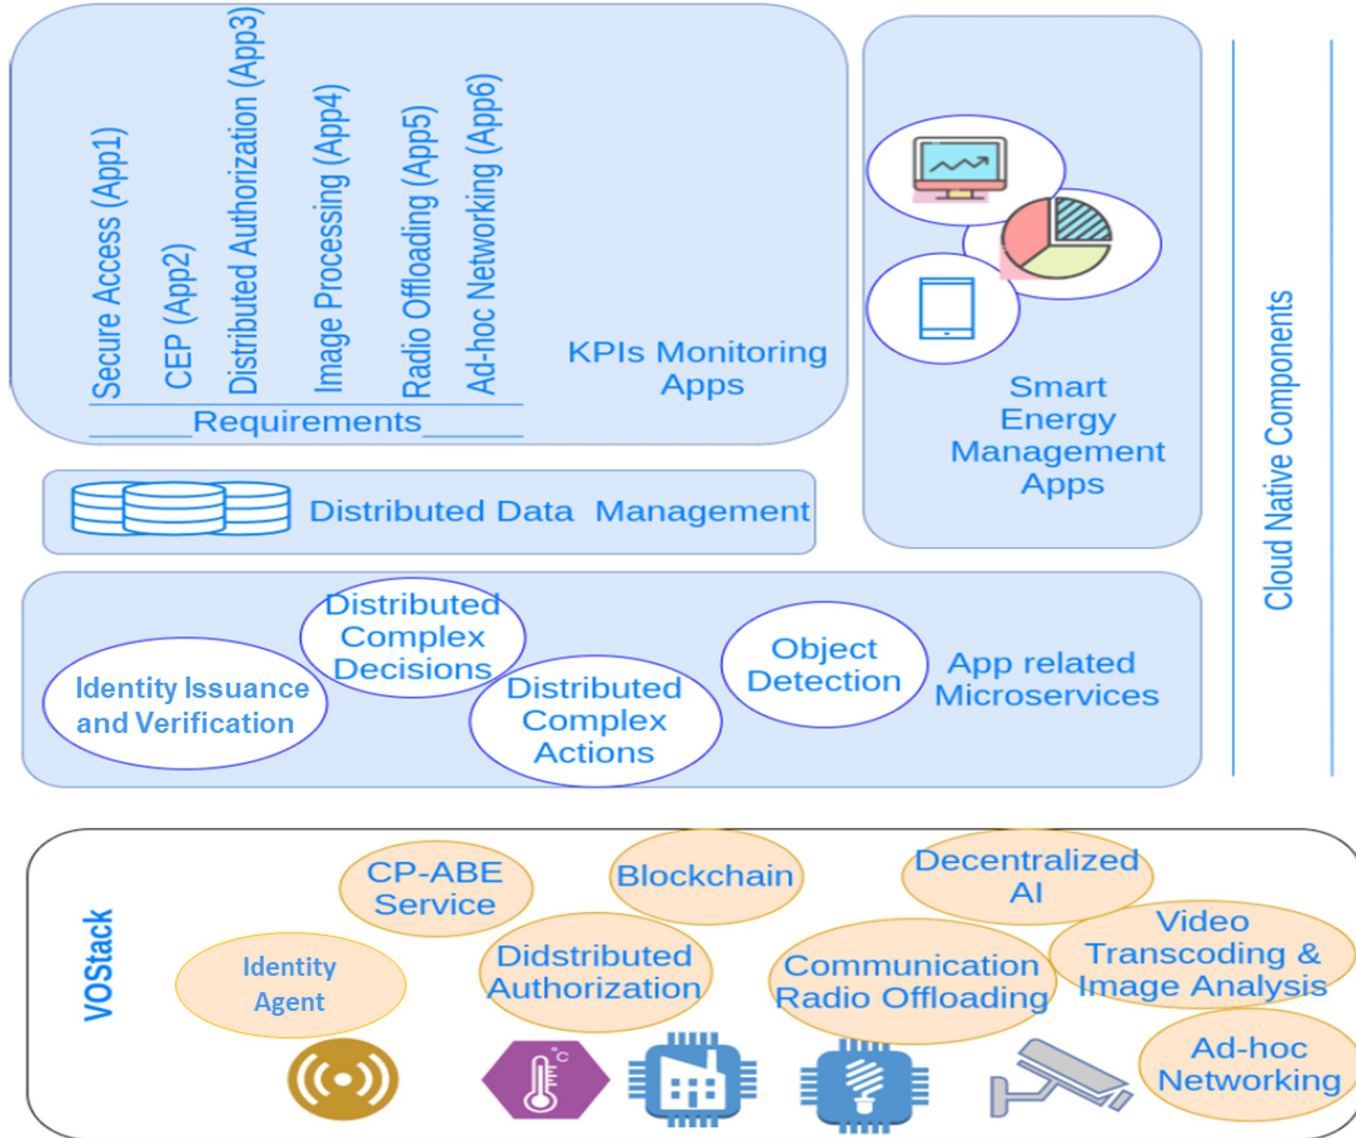 Secure Access (App1)
CEP (App2)
Distributed Authorization (App3)
Image Processing (App4)
Radio Offloading (App5)
Ad-hoc Networking (App6)
Requirements
KPIs Monitoring
Apps
Smart
Energy
Management
Apps
Cloud Native Components
Distributed Data Management
Identity Issuance
and Verification
Distributed
Complex
Decisions
Distributed
Complex
Actions
Object
Detection
App related
Microservices
VOStack
Identity
Agent
CP-ABE
Service
Didstributed
Authorization
Blockchain
Communication
Radio Offloading
Decentralized
AI
Video
Transcoding &
Image Analysis
Ad-hoc
Networking
°C